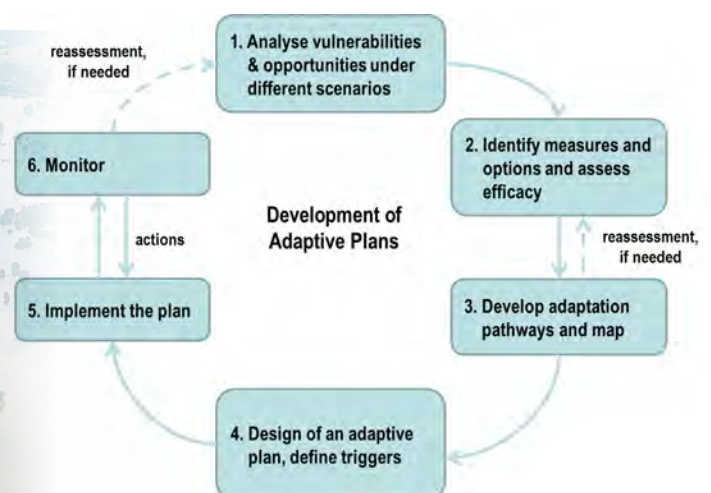 reassessment,
if needed
1. Analyse vulnerabilities
& opportunities under
different scenarios
2. Identify measures and
options and assess
efficacy
reassessment,
if needed
3. Develop adaptation
pathways and map
4. Design of an adaptive
plan, define triggers
5. Implement the plan
actions
6. Monitor
Development of
Adaptive Plans